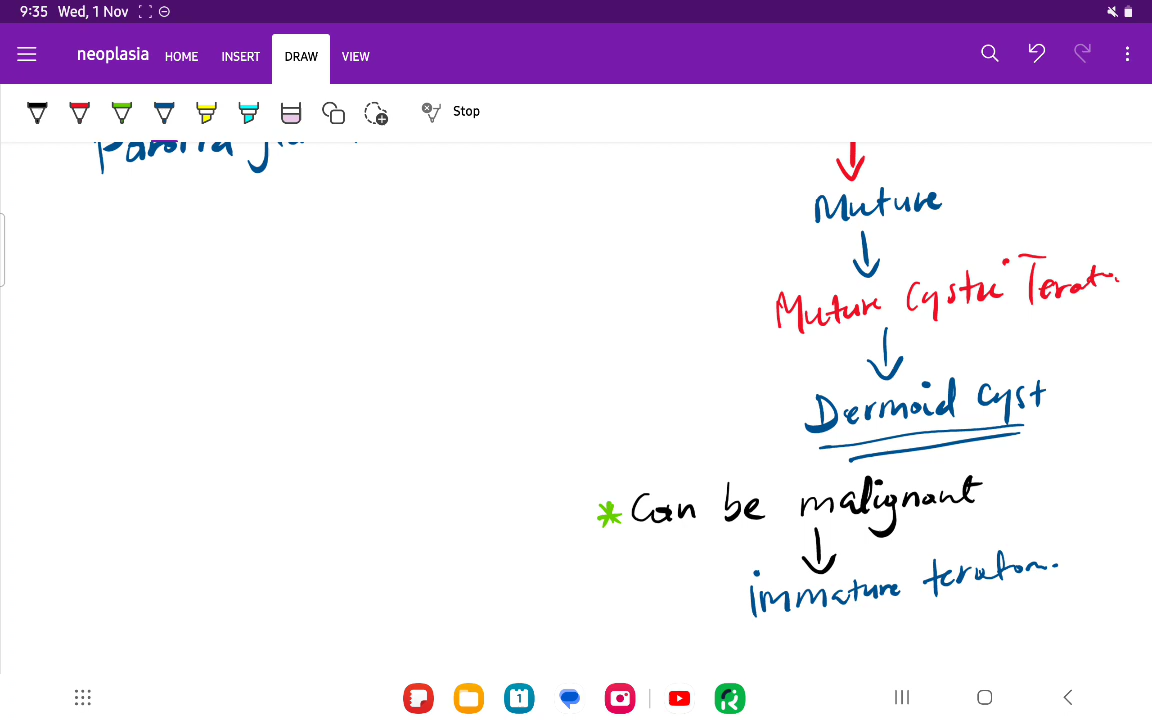 9:35 Wed, 1 Nov
neoplasia HOME INSERT DRAW VIEW
Stop
Muture
Muture Cystic Terato.
Dermoid Cyst
* Can be malignant
immature teratom.
1